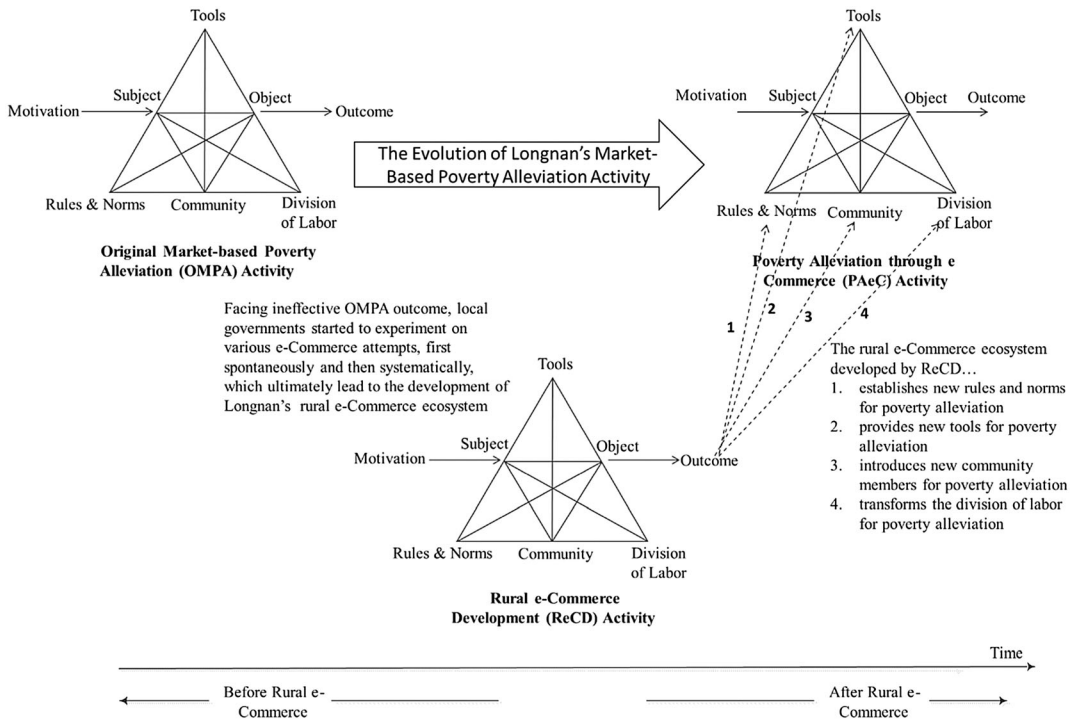 Tools
Motivation
Subject
Object
Outcome
Rules & Norms
Community
Division
of Labor
Original Market-based Poverty
Alleviation (OMPA) Activity
The Evolution of Longnan's Market-
Based Poverty Alleviation Activity
Tools
Motivation
Subject
Object
Outcome
Rules & Norms
Community
Division
of Labor
Poverty Alleviation through e
Commerce (PAeC) Activity
Facing ineffective OMPA outcome, local
governments started to experiment on
various e-Commerce attempts, first
spontaneously and then systematically,
which ultimately lead to the development of
Longnan's rural e-Commerce ecosystem
1
2
3
4
Tools
Motivation
Subject
Object
Outcome
Rules & Norms
Community
Division
of Labor
Rural e-Commerce
Development (ReCD) Activity
The rural e-Commerce ecosystem
developed by ReCD…
1. establishes new rules and norms
for poverty alleviation
2. provides new tools for poverty
alleviation
3. introduces new community
members for poverty alleviation
4. transforms the division of labor
for poverty alleviation
Time
Before Rural e-
Commerce
After Rural e-
Commerce